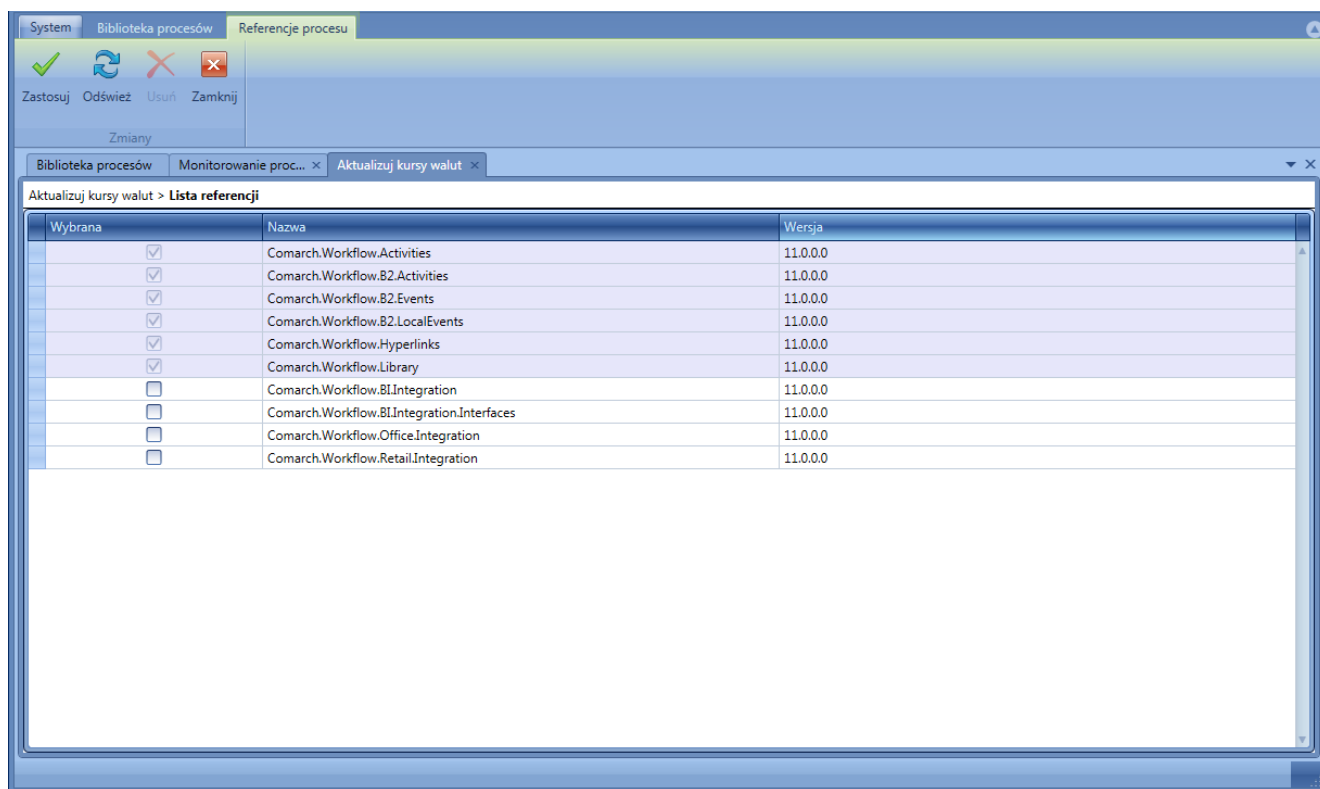 System Biblioteka procesów Referencje procesu
Zastosuj Odśwież Usuń Zamknij
Zmiany
Biblioteka procesów Monitorowanie proc... Aktualizuj kursy walut
Aktualizuj kursy walut > Lista referencji
Wybrana Nazwa Wersja
Comarch.Workflow.Activities 11.0.0.0
Comarch.Workflow.B2.Activities 11.0.0.0
Comarch.Workflow.B2.Events 11.0.0.0
Comarch.Workflow.B2.LocalEvents 11.0.0.0
Comarch.Workflow.Hyperlinks 11.0.0.0
Comarch.Workflow.Library 11.0.0.0
Comarch.Workflow.BI.Integration 11.0.0.0
Comarch.Workflow.BI.Integration.Interfaces 11.0.0.0
Comarch.Workflow.Office.Integration 11.0.0.0
Comarch.Workflow.Retail.Integration 11.0.0.0